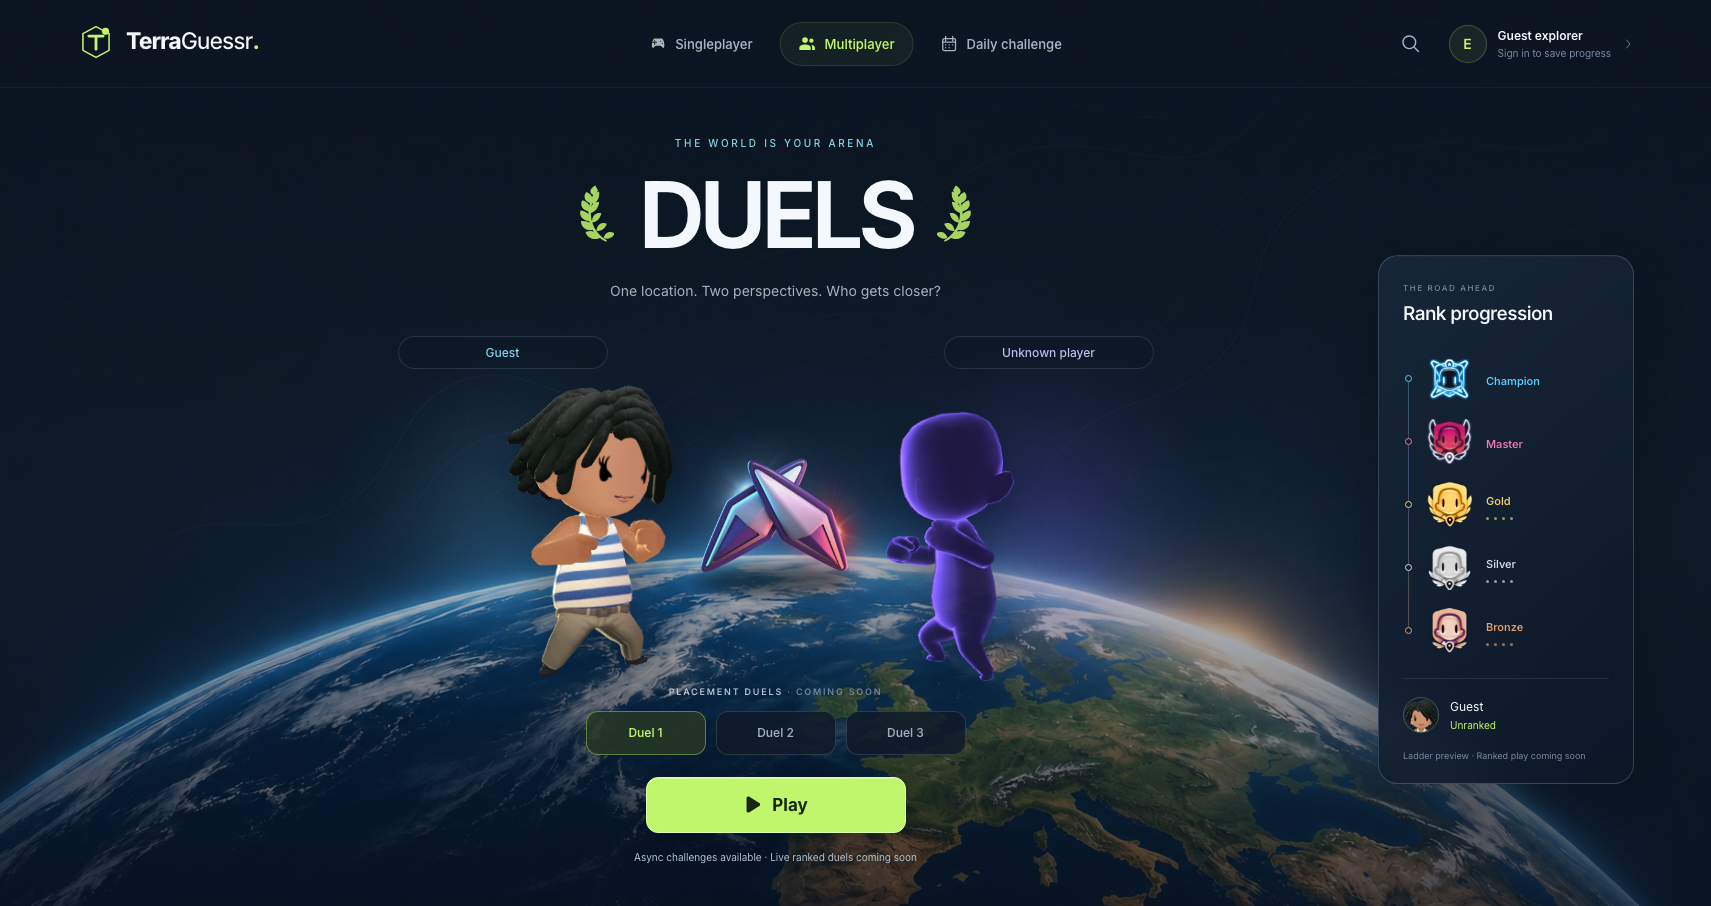 TerraGuessr.
Singleplayer
Multiplayer
Daily challenge
E
Guest explorer
Sign in to save progress
THE WORLD IS YOUR ARENA
DUELS
One location. Two perspectives. Who gets closer?
Guest
Unknown player
PLACEMENT DUELS · COMING SOON
Duel 1
Duel 2
Duel 3
Play
Async challenges available · Live ranked duels coming soon
THE ROAD AHEAD
Rank progression
Champion
Master
Gold
Silver
Bronze
Guest
Unranked
Ladder preview · Ranked play coming soon